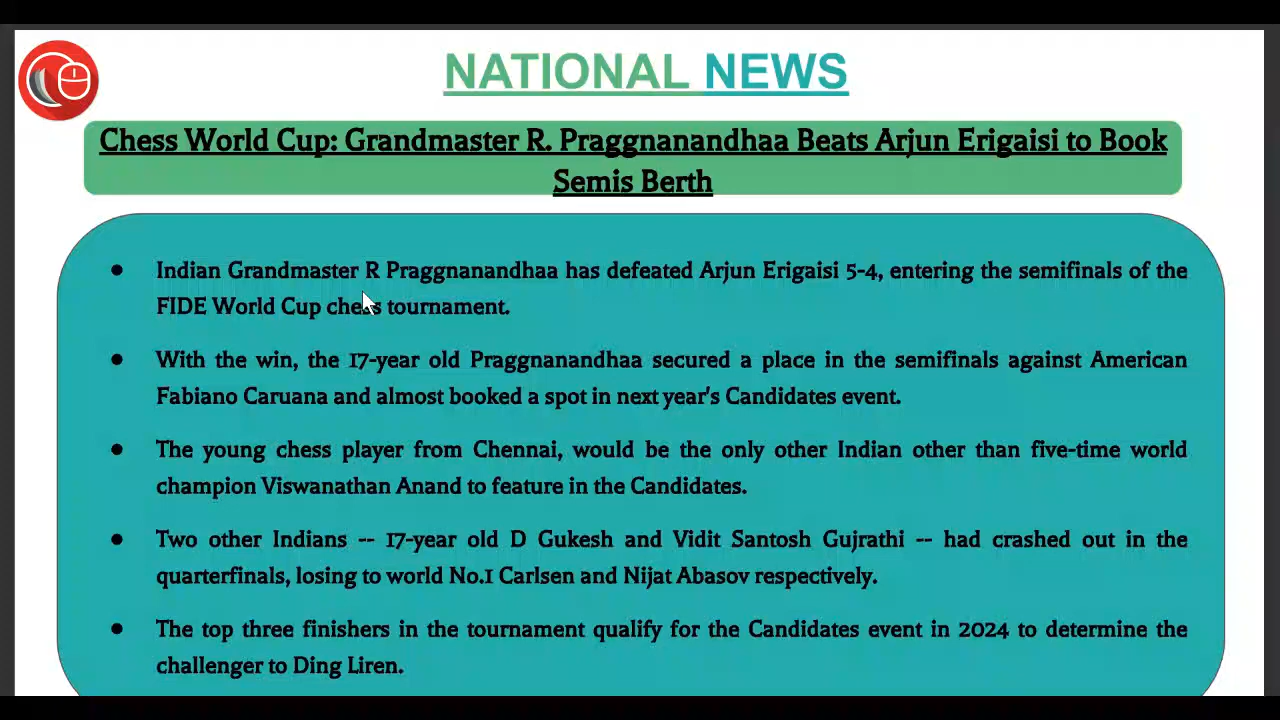 NATIONAL NEWS
Chess World Cup: Grandmaster R. Praggnanandhaa Beats Arjun Erigaisi to Book
Semis Berth
● Indian Grandmaster R Praggnanandhaa has defeated Arjun Erigaisi 5-4, entering the semifinals of the
FIDE World Cup chess tournament.
● With the win, the 17-year old Praggnanandhaa secured a place in the semifinals against American
Fabiano Caruana and almost booked a spot in next year's Candidates event.
● The young chess player from Chennai, would be the only other Indian other than five-time world
champion Viswanathan Anand to feature in the Candidates.
● Two other Indians -- 17-year old D Gukesh and Vidit Santosh Gujrathi -- had crashed out in the
quarterfinals, losing to world No.1 Carlsen and Nijat Abasov respectively.
● The top three finishers in the tournament qualify for the Candidates event in 2024 to determine the
challenger to Ding Liren.